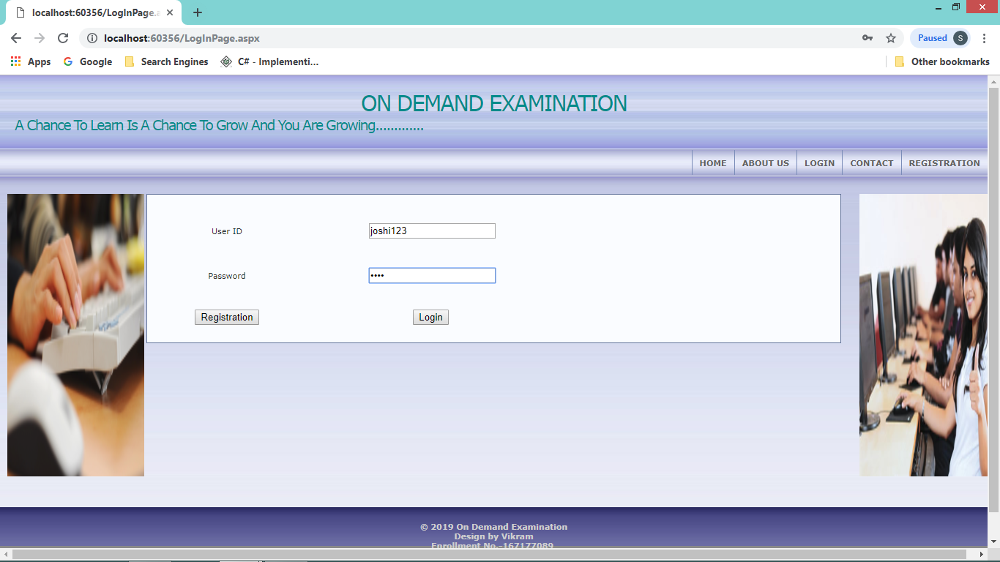 localhost:60356/LogInPage.a
localhost:60356/LogInPage.aspx
Paused S
Apps Google Search Engines C# - Implementi... Other bookmarks
ON DEMAND EXAMINATION
A Chance To Learn Is A Chance To Grow And You Are Growing.............
HOME ABOUT US LOGIN CONTACT REGISTRATION
User ID joshi123
Password ••••
Registration Login
© 2019 On Demand Examination
Design by Vikram
Enrollment No.-167177089